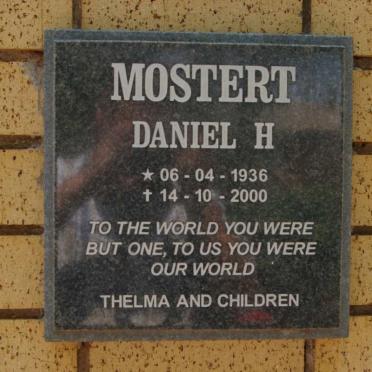 MOSTERT
DANIEL H
★ 06 - 04 - 1936
✝ 14 - 10 - 2000
TO THE WORLD YOU WERE
BUT ONE, TO US YOU WERE
OUR WORLD
THELMA AND CHILDREN